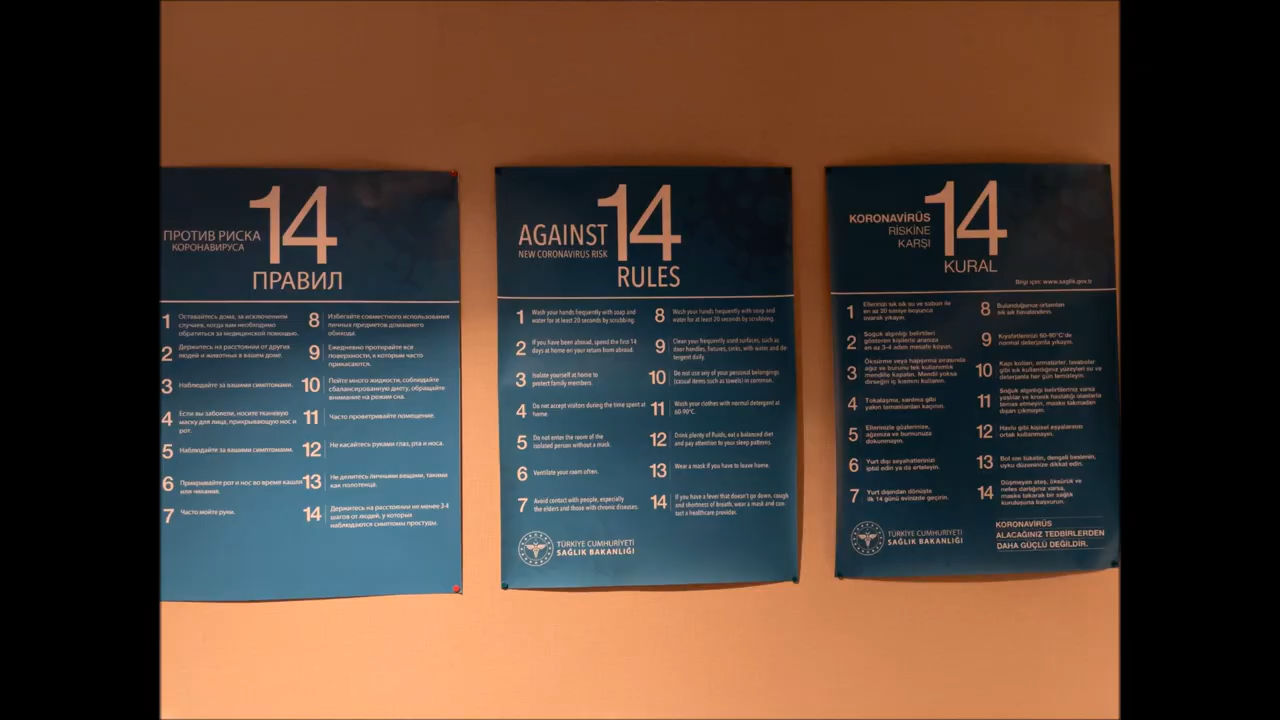 14
ПРОТИВ РИСКА
КОРОНАВИРУСА
ПРАВИЛ
1 Оставайтесь дома, за исключением
случаев, когда вам необходимо
обратиться за медицинской помощью.
2 Держитесь на расстоянии от других
людей и животных в вашем доме.
3 Наблюдайте за вашими симптомами.
4 Если вы заболели, носите тканевую
маску для лица, прикрывающую нос и
рот.
5 Наблюдайте за вашими симптомами.
6 Прикрывайте рот и нос во время кашля
или чихания.
7 Часто мойте руки.
8 Избегайте совместного использования
личных предметов домашнего
обихода.
9 Ежедневно протирайте все
поверхности, к которым часто
прикасаются.
10 Пейте много жидкости, соблюдайте
сбалансированную диету, обращайте
внимание на режим сна.
11 Часто проветривайте помещение.
12 Не касайтесь руками глаз, рта и носа.
13 Не делитесь личными вещами, такими
как полотенца.
14 Держитесь на расстоянии не менее 3-4
шагов от людей, у которых
наблюдаются симптомы простуды.
14
AGAINST
NEW CORONAVIRUS RISK
RULES
1 Wash your hands frequently with soap and
water for at least 20 seconds by scrubbing.
2 If you have been abroad, spend the first 14
days at home on your return from abroad.
3 Isolate yourself at home to
protect family members.
4 Do not accept visitors during the time spent at
home.
5 Do not enter the room of the
isolated person without a mask.
6 Ventilate your room often.
7 Avoid contact with people, especially
the elders and those with chronic diseases.
8 Wash your hands frequently with soap and
water for at least 20 seconds by scrubbing.
9 Clean your frequently used surfaces, such as
door handles, fixtures, sinks, with water and de-
tergent daily.
10 Do not use any of your personal belongings
(casual items such as towels) in common.
11 Wash your clothes with normal detergent at
60-90°C.
12 Drink plenty of fluids, eat a balanced diet
and pay attention to your sleep patterns.
13 Wear a mask if you have to leave home.
14 If you have a fever that doesn't go down, cough
and shortness of breath, wear a mask and con-
tact a healthcare provider.
TÜRKİYE CUMHURİYETİ
SAĞLIK BAKANLIĞI
14
KORONAVİRÜS
RİSKİNE
KARŞI
KURAL
Bilgi için: www.saglik.gov.tr
1 Ellerinizi sık sık su ve sabun ile
en az 20 saniye boyunca
ovarak yıkayın.
2 Soğuk algınlığı belirtileri
gösteren kişilerle aranıza
en az 3-4 adım mesafe koyun.
3 Öksürme veya hapşırma sırasında
ağız ve burunu tek kullanımlık
mendille kapatın. Mendil yoksa
dirseğin iç kısmını kullanın.
4 Tokalaşma, sarılma gibi
yakın temaslardan kaçının.
5 Ellerinizle gözlerinize,
ağzınıza ve burnunuza
dokunmayın.
6 Yurt dışı seyahatlerinizi
iptal edin ya da erteleyin.
7 Yurt dışından dönüşte
ilk 14 günü evinizde geçirin.
8 Bulunduğunuz ortamları
sık sık havalandırın.
9 Kıyafetlerinizi 60-90°C'de
normal deterjanla yıkayın.
10 Kapı kolları, armatürler, lavabolar
gibi sık kullandığınız yüzeyleri su ve
deterjanla her gün temizleyin.
11 Soğuk algınlığı belirtileriniz varsa
yaşlılar ve kronik hastalığı olanlarla
temas etmeyin, maske takmadan
dışarı çıkmayın.
12 Havlu gibi kişisel eşyalarınızı
ortak kullanmayın.
13 Bol sıvı tüketin, dengeli beslenin,
uyku düzeninize dikkat edin.
14 Düşmeyen ateş, öksürük ve
nefes darlığınız varsa,
maske takarak bir sağlık
kuruluşuna başvurun.
TÜRKİYE CUMHURİYETİ
SAĞLIK BAKANLIĞI
KORONAVİRÜS
ALACAĞINIZ TEDBİRLERDEN
DAHA GÜÇLÜ DEĞİLDİR.